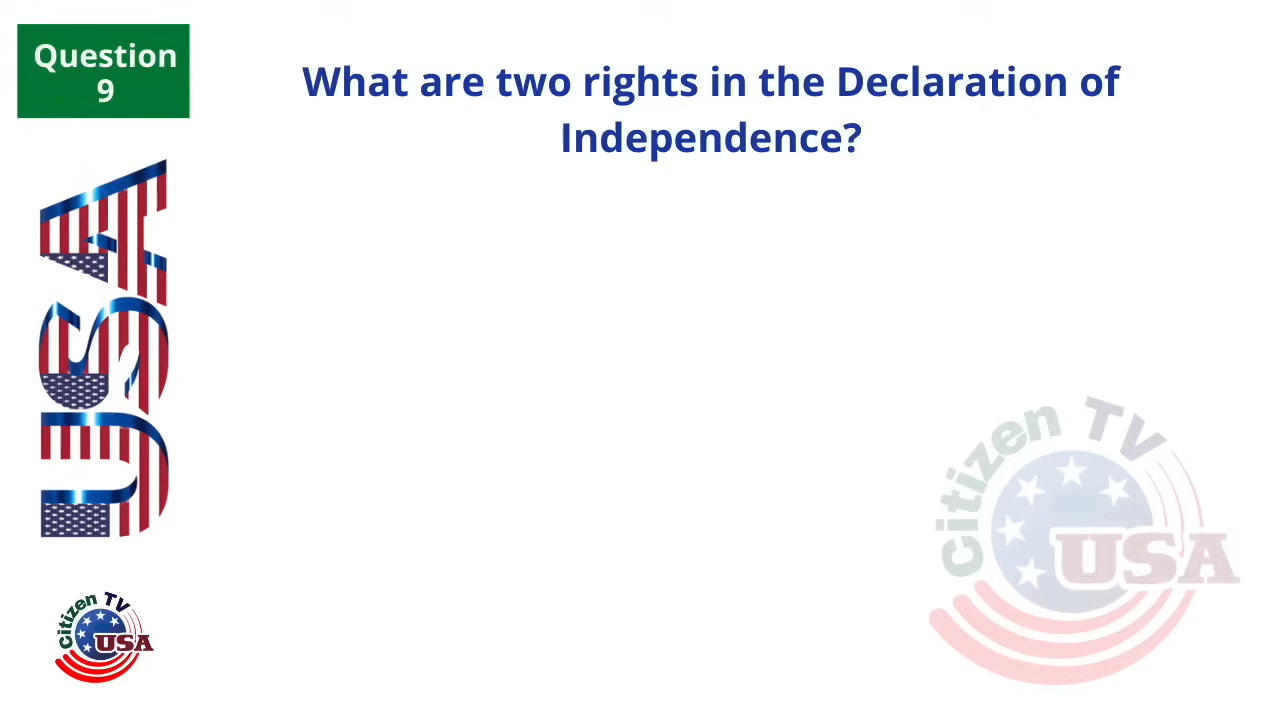 Question
9
What are two rights in the Declaration of
Independence?
USA
Citizen TV
USA
Citizen TV
USA